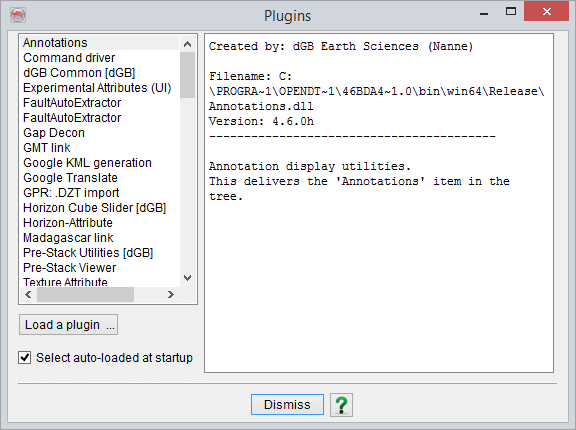 Plugins
Annotations
Command driver
dGB Common [dGB]
Experimental Attributes (UI)
FaultAutoExtractor
FaultAutoExtractor
Gap Decon
GMT link
Google KML generation
Google Translate
GPR: .DZT import
Horizon Cube Slider [dGB]
Horizon-Attribute
Madagascar link
Pre-Stack Utilities [dGB]
Pre-Stack Viewer
Texture Attribute
Load a plugin ...
Select auto-loaded at startup
Created by: dGB Earth Sciences (Nanne)
Filename: C:
\PROGRA~1\OPENDT~1\46BDA4~1.0\bin\win64\Release\
Annotations.dll
Version: 4.6.0h
-----------------------------------------
Annotation display utilities.
This delivers the 'Annotations' item in the
tree.
Dismiss
?